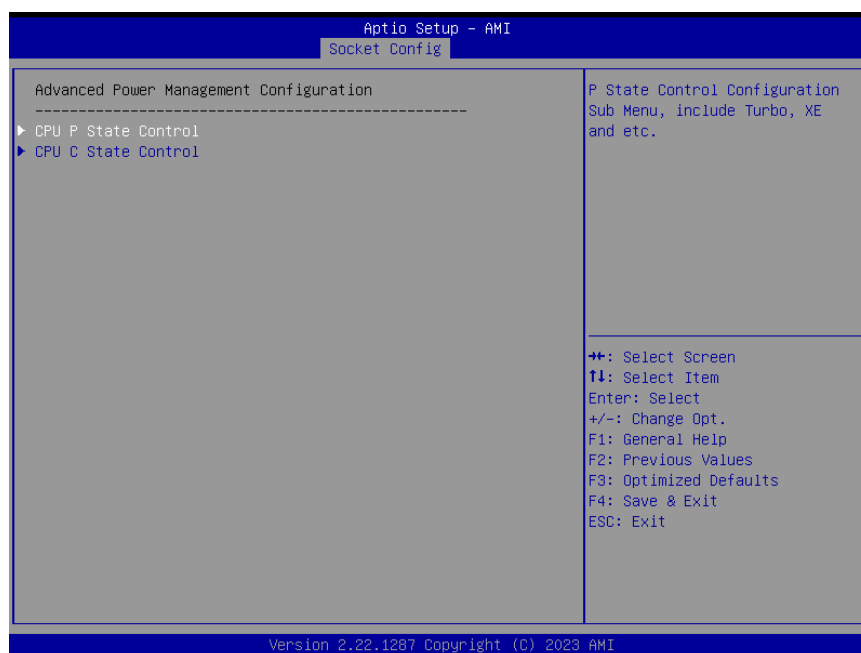 Aptio Setup - AMI
Socket Config
Advanced Power Management Configuration
--------------------------------------------------
CPU P State Control
CPU C State Control
P State Control Configuration
Sub Menu, include Turbo, XE
and etc.
→←: Select Screen
↑↓: Select Item
Enter: Select
+/-: Change Opt.
F1: General Help
F2: Previous Values
F3: Optimized Defaults
F4: Save & Exit
ESC: Exit
Version 2.22.1287 Copyright (C) 2023 AMI